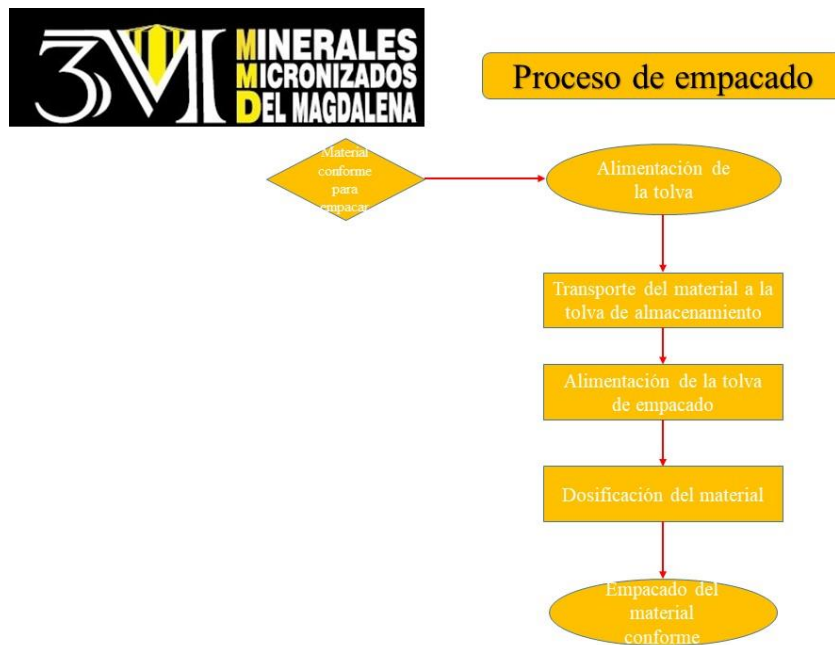 3M
MINERALES
MICRONIZADOS
DEL MAGDALENA
Proceso de empacado
Material
conforme
para
empacar
Alimentación de
la tolva
Transporte del material a la
tolva de almacenamiento
Alimentación de la tolva
de empacado
Dosificación del material
Empacado del
material
conforme